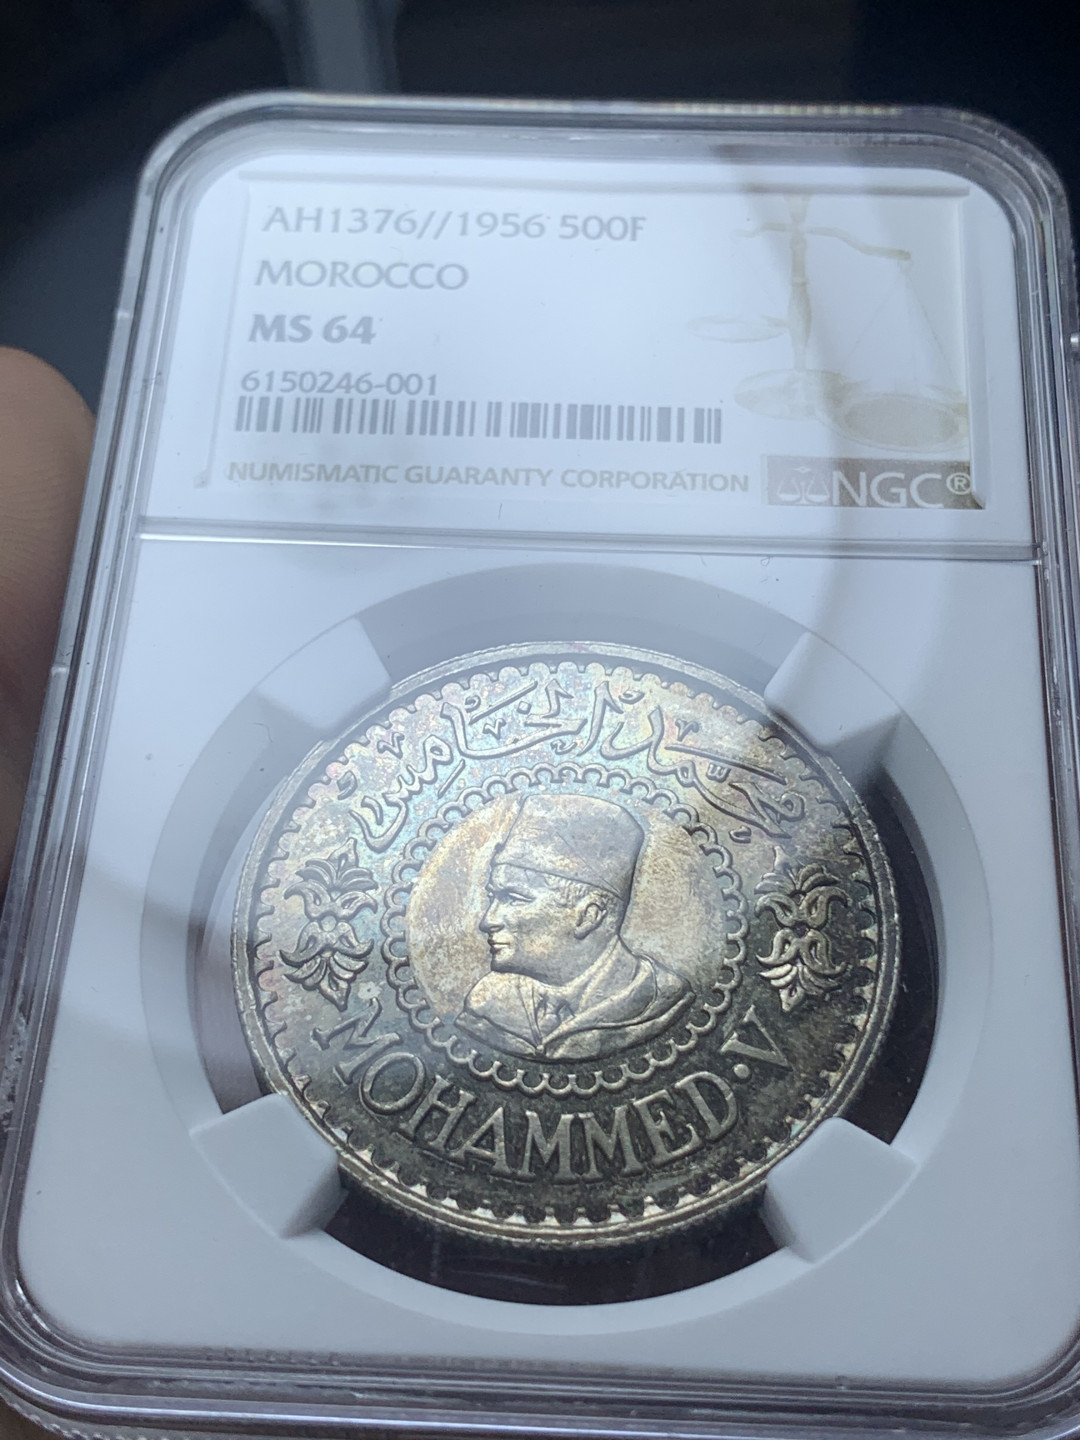 AH1376//1956 500F
MOROCCO
MS 64
6150246-001
NUMISMATIC GUARANTY CORPORATION NGC®
محمد الخامس
MOHAMMED·V